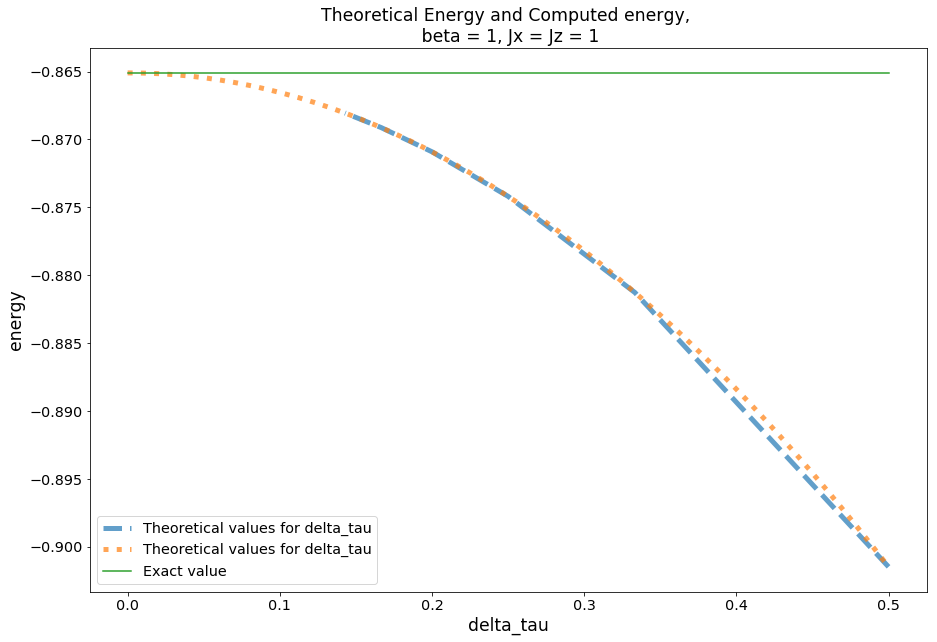 Theoretical Energy and Computed energy,
beta = 1, Jx = Jz = 1
energy
−0.865
−0.870
−0.875
−0.880
−0.885
−0.890
−0.895
−0.900
Theoretical values for delta_tau
Theoretical values for delta_tau
Exact value
0.0 0.1 0.2 0.3 0.4 0.5
delta_tau